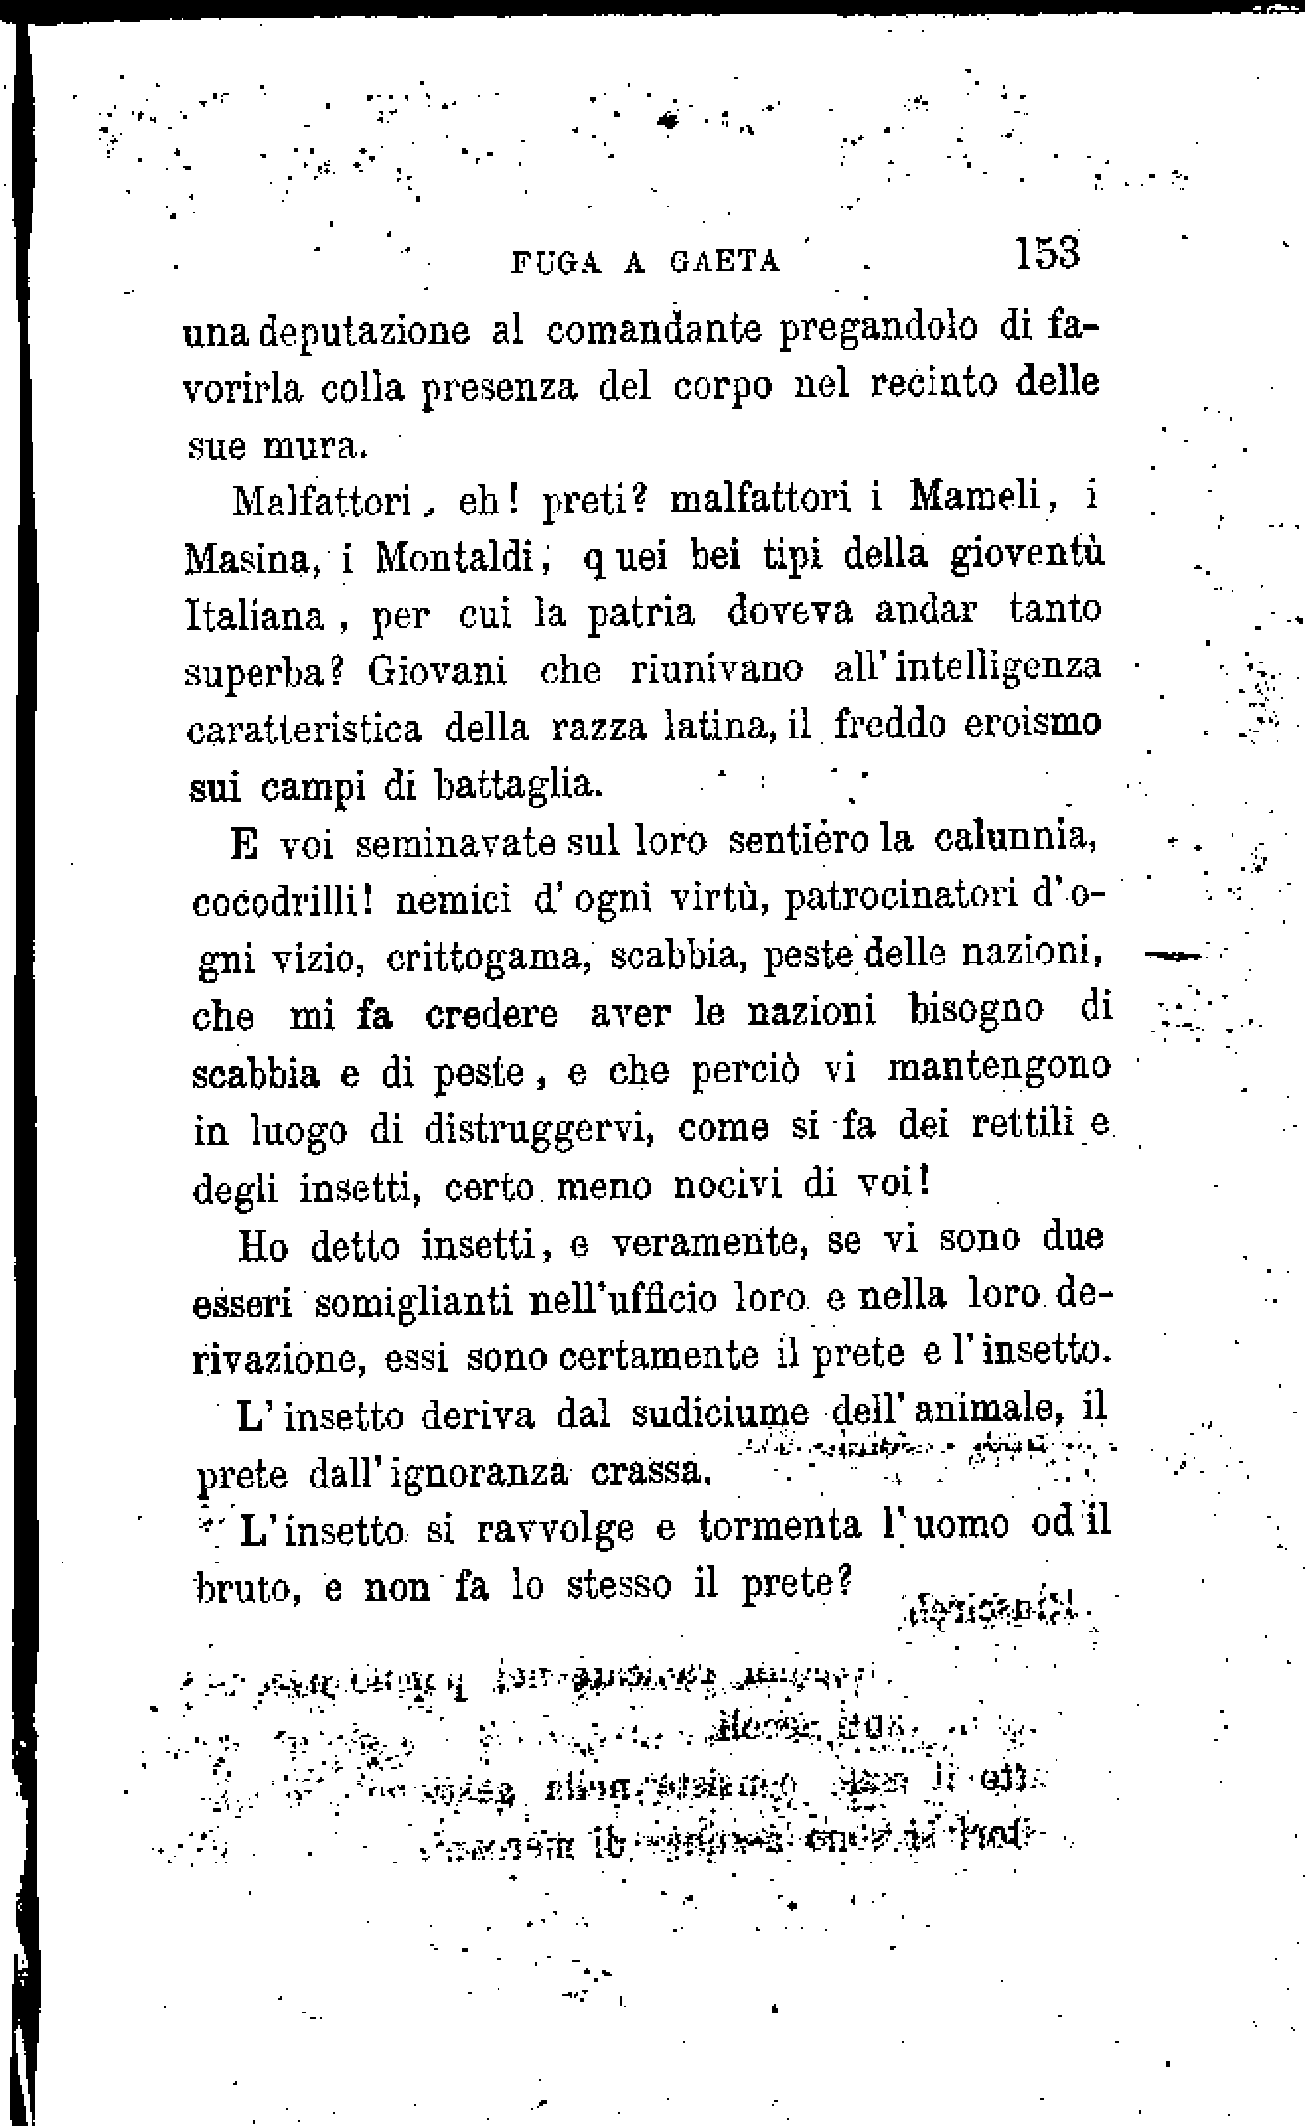 FUGA A GAETA 153
una deputazione al comandante pregandolo di fa-
vorirla colla presenza del corpo nel recinto delle
sue mura.
Malfattori, eh! preti? malfattori i Mameli, i
Masina, i Montaldi, quei bei tipi della gioventù
Italiana, per cui la patria doveva andar tanto
superba? Giovani che riunivano all'intelligenza
caratteristica della razza latina, il freddo eroismo
sui campi di battaglia.
E voi seminavate sul loro sentiero la calunnia,
cocodrilli! nemici d'ogni virtù, patrocinatori d'o-
gni vizio, crittogama, scabbia, peste delle nazioni,
che mi fa credere aver le nazioni bisogno di
scabbia e di peste, e che perciò vi mantengono
in luogo di distruggervi, come si fa dei rettili e
degli insetti, certo meno nocivi di voi!
Ho detto insetti, e veramente, se vi sono due
esseri somiglianti nell'ufficio loro e nella loro de-
rivazione, essi sono certamente il prete e l'insetto.
L'insetto deriva dal sudiciume dell'animale, il
prete dall'ignoranza crassa.
L'insetto si ravvolge e tormenta l'uomo od il
bruto, e non fa lo stesso il prete?